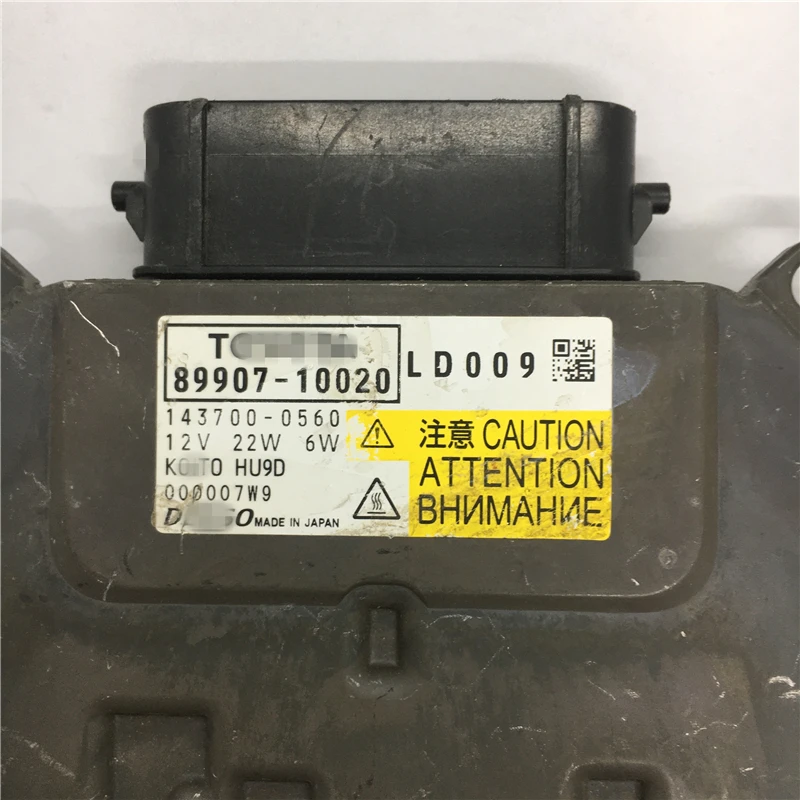 89907-10020
LD009
143700-0560
12V 22W 6W
HU9D
000007W9
MADE IN JAPAN
注意 CAUTION
ATTENTION
ВНИМАНИЕ